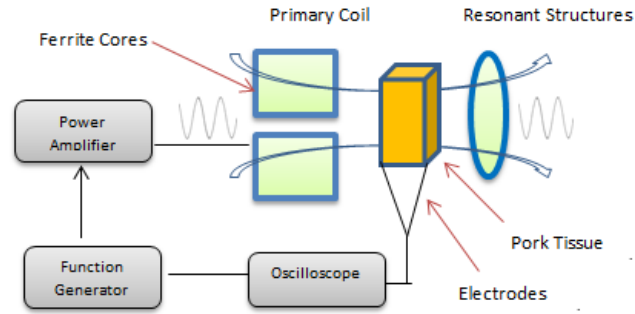 Primary Coil
Resonant Structures
Ferrite Cores
Power
Amplifier
Pork Tissue
Function
Generator
Oscilloscope
Electrodes